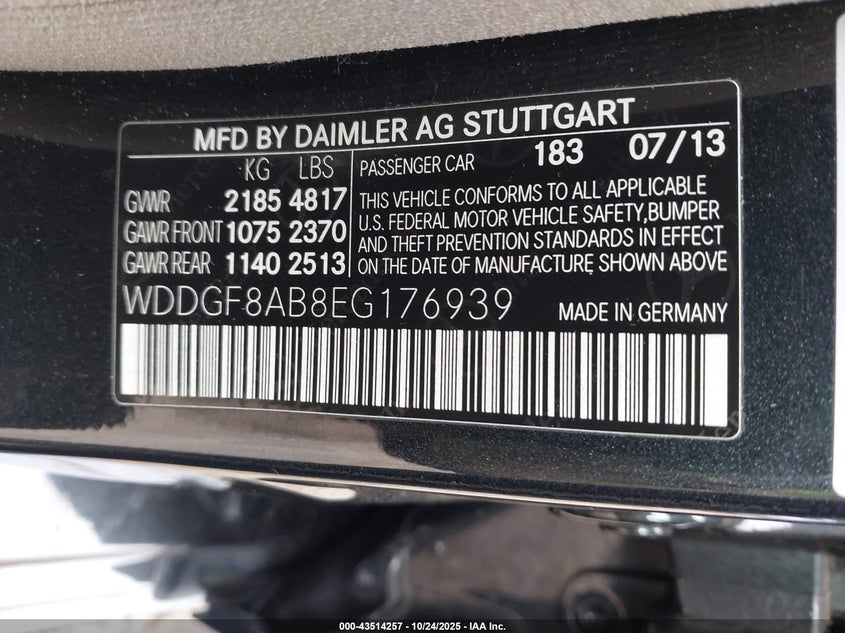 MFD BY DAIMLER AG STUTTGART
KG LBS PASSENGER CAR 183 07/13
GVWR 2185 4817 THIS VEHICLE CONFORMS TO ALL APPLICABLE
GAWR FRONT 1075 2370 U.S. FEDERAL MOTOR VEHICLE SAFETY,BUMPER
AND THEFT PREVENTION STANDARDS IN EFFECT
GAWR REAR 1140 2513 ON THE DATE OF MANUFACTURE, SHOWN ABOVE
WDDGF8AB8EG176939 MADE IN GERMANY
000-43514257 - 10/24/2025 - IAA Inc.